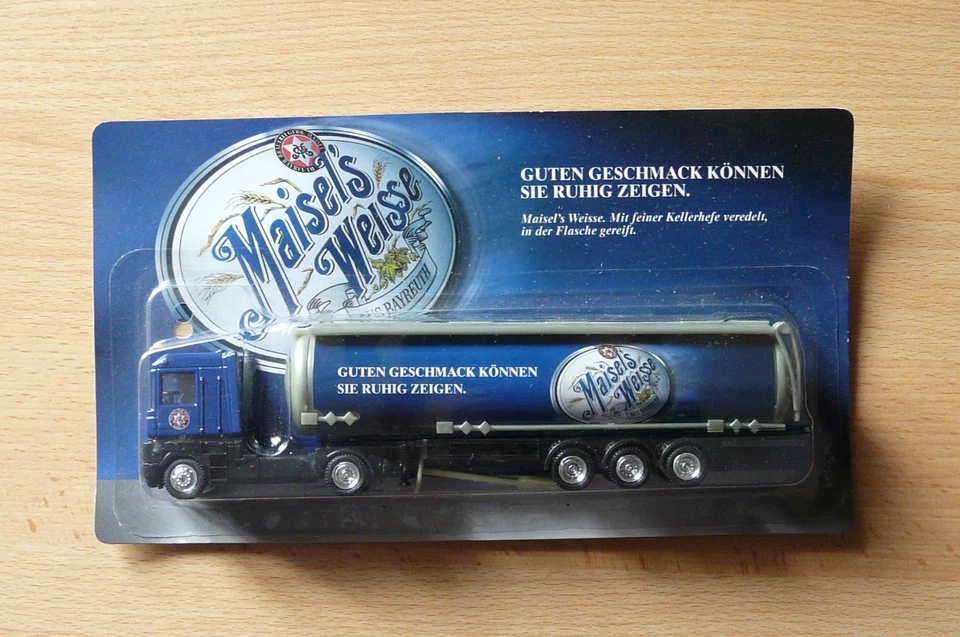 Maisel's
Weisse
AUS BAYREUTH
GUTEN GESCHMACK KÖNNEN
SIE RUHIG ZEIGEN.
Maisel's Weisse. Mit feiner Kellerhefe veredelt,
in der Flasche gereift.
GUTEN GESCHMACK KÖNNEN
SIE RUHIG ZEIGEN.
Maisel's
Weisse